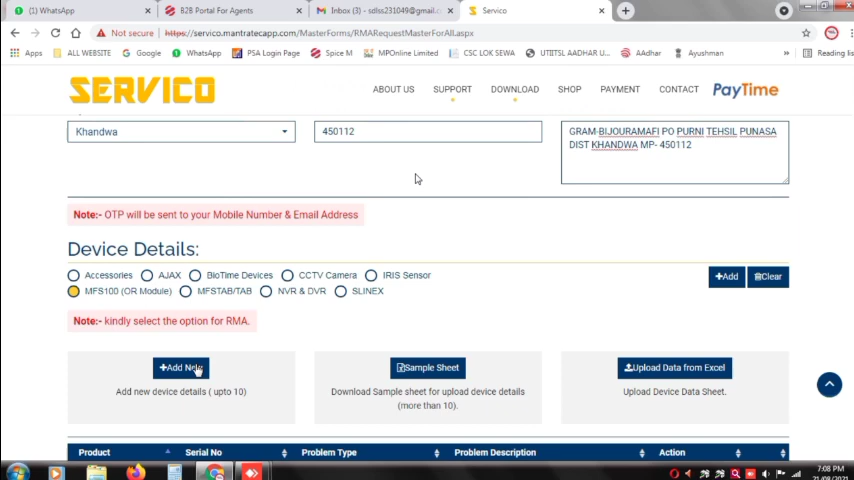 (1) WhatsApp
B2B Portal For Agents
Inbox (3) - sdlss231049@gmail.c
Servico
Not secure
https://servico.mantratecapp.com/MasterForms/RMARequestMasterForAll.aspx
Apps
ALL WEBSITE
Google
WhatsApp
PSA Login Page
Spice M
MPOnline Limited
CSC LOK SEWA
UTIITSL AADHAR U...
AAdhar
Ayushman
»
Reading list
SERVICO
ABOUT US
SUPPORT
DOWNLOAD
SHOP
PAYMENT
CONTACT
PayTime
Khandwa
450112
GRAM-BIJOURAMAFI PO PURNI TEHSIL PUNASA
DIST KHANDWA MP- 450112
Note:- OTP will be sent to your Mobile Number & Email Address
Device Details:
Accessories
AJAX
BioTime Devices
CCTV Camera
IRIS Sensor
MFS100 (OR Module)
MFSTAB/TAB
NVR & DVR
SLINEX
+Add
Clear
Note:- kindly select the option for RMA.
+Add New
Sample Sheet
Upload Data from Excel
Add new device details ( upto 10)
Download Sample sheet for upload device details
(more than 10).
Upload Device Data Sheet.
Product
Serial No
Problem Type
Problem Description
Action
7:08 PM